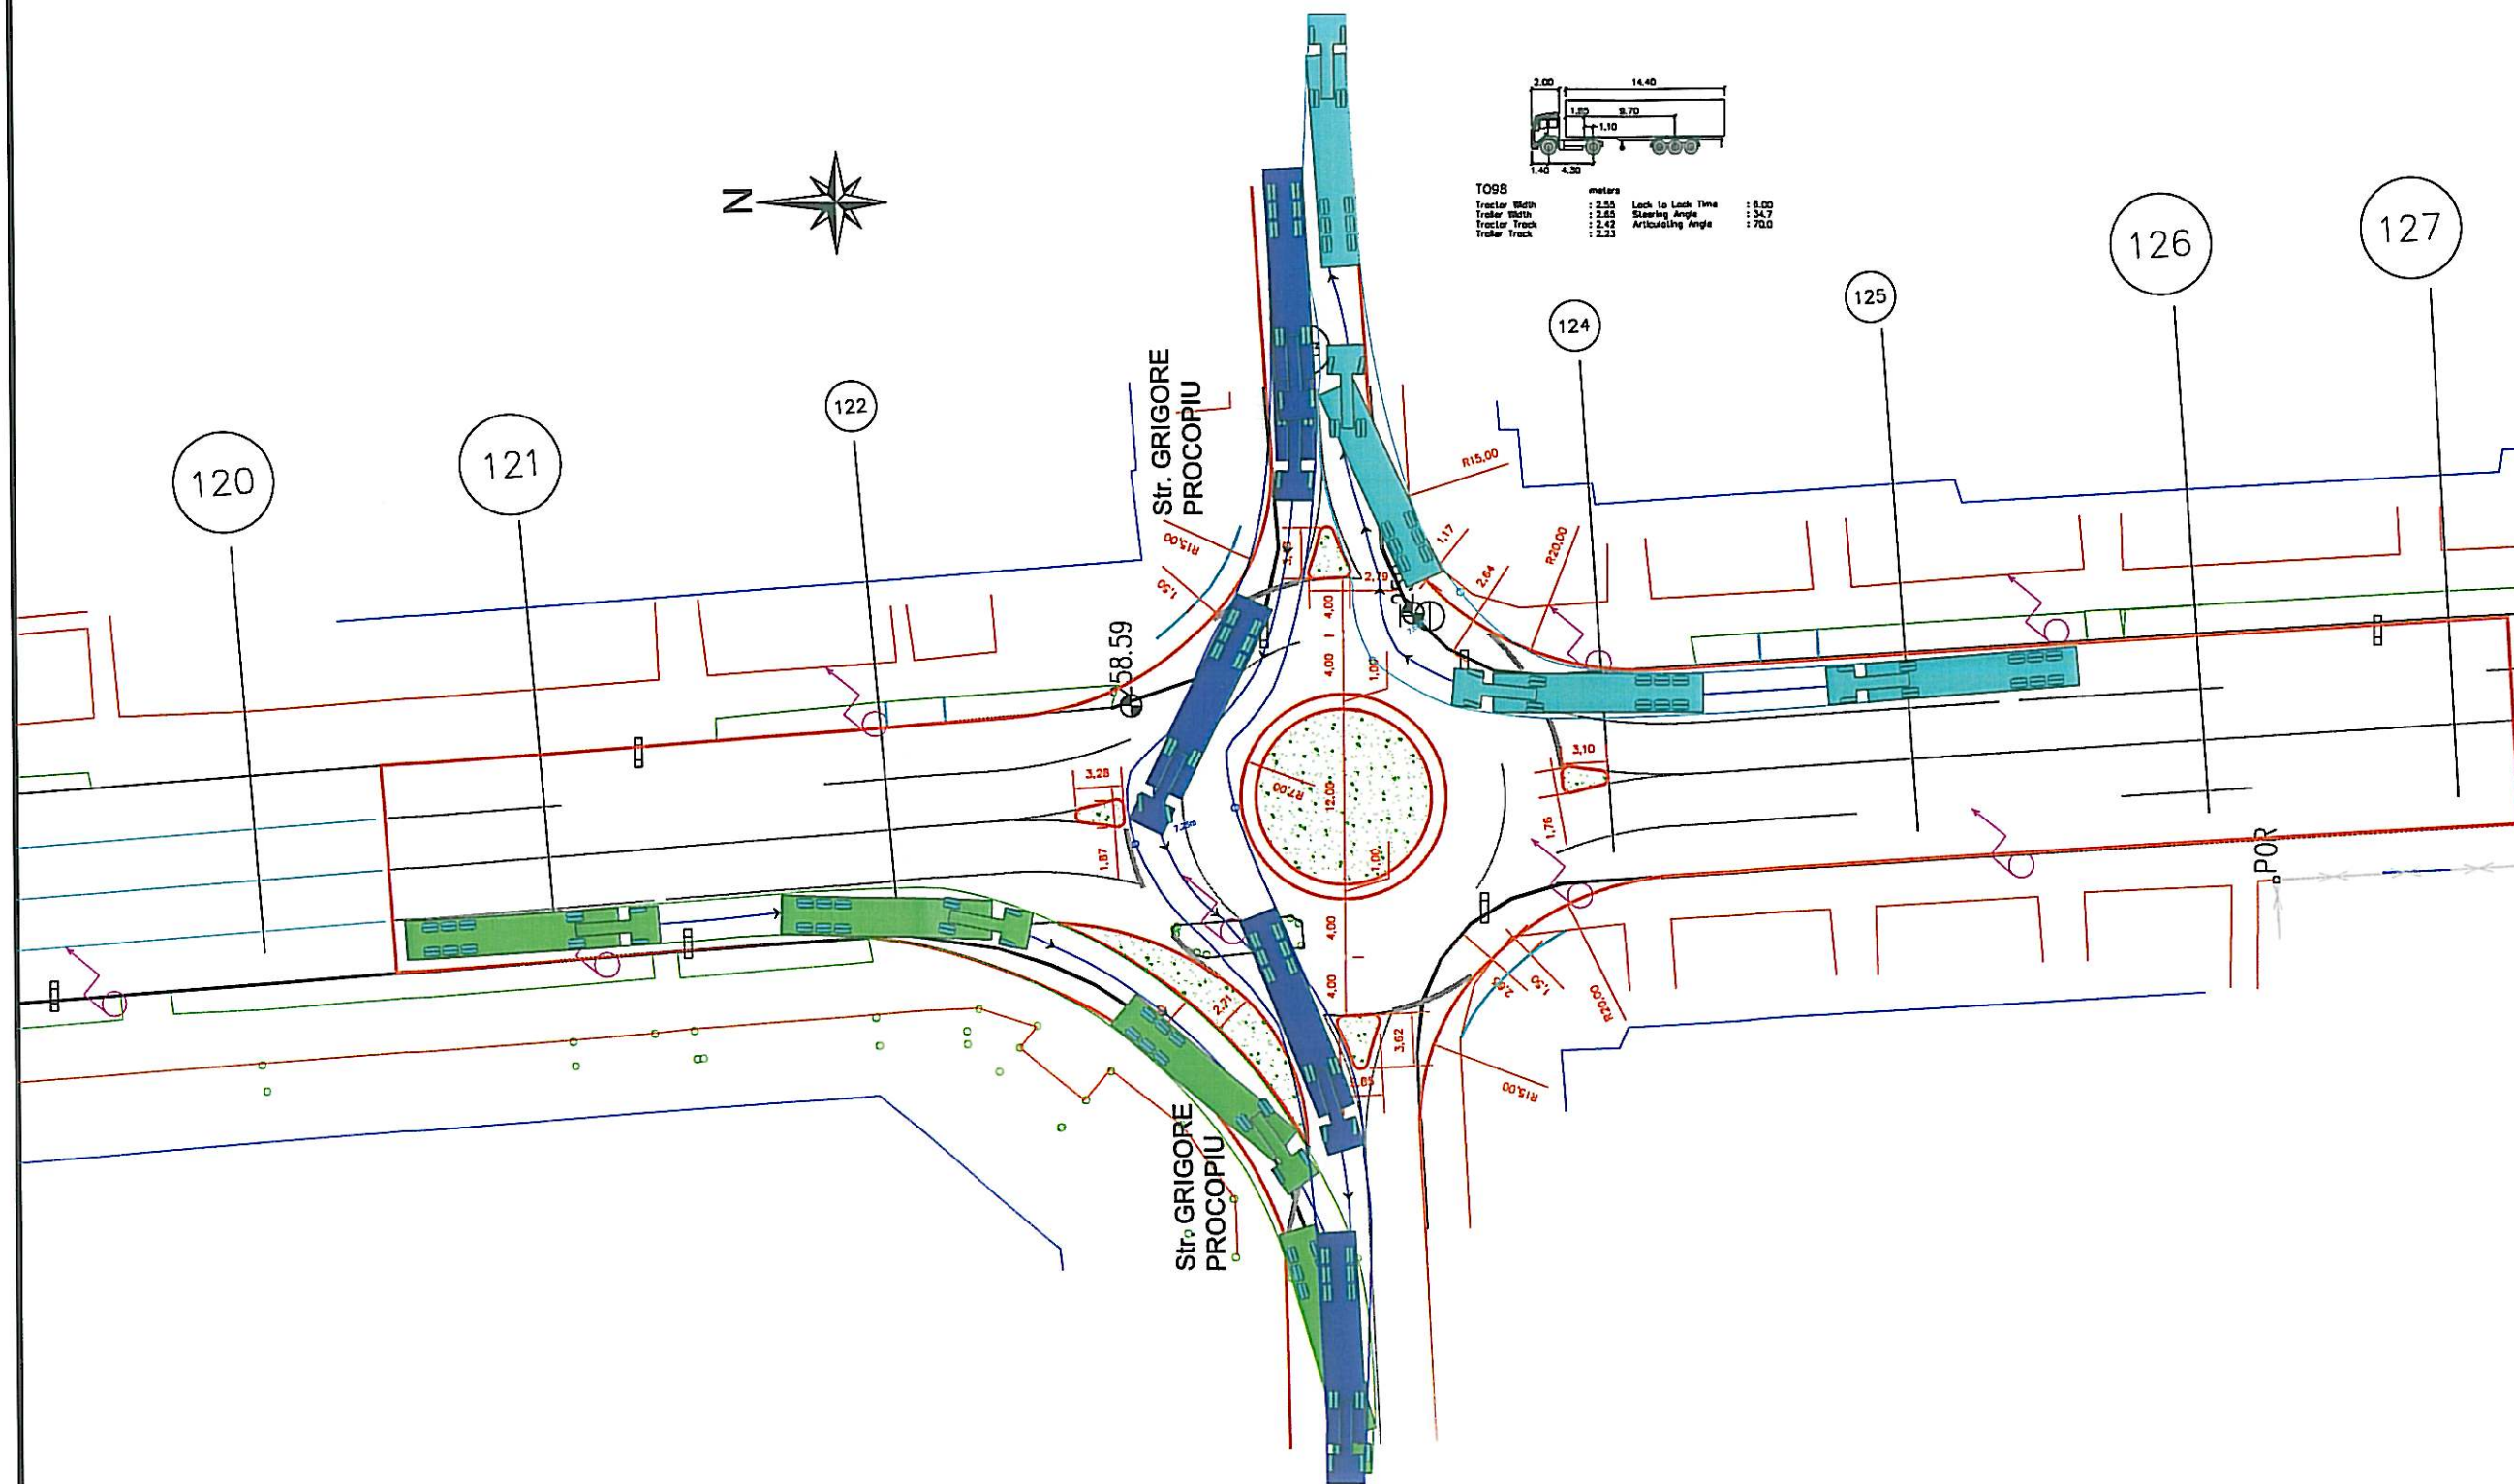 2.00 14.40
1.85 9.70
1.10
1.40 4.30
T098 meters
Tractor Width : 2.55 Lock to Lock Time : 6.00
Trailer Width : 2.65 Steering Angle : 34.7
Tractor Track : 2.42 Articulating Angle : 70.0
Trailer Track : 2.23
N
120
121
122
124
125
126
127
Str. GRIGORE
PROCOPIU
R15,00
R15,00
1,50
1,17
2,64
R20,00
4,00
4,00
1,00
58.59
3,28
1,87
R7,00
12,00
1,00
3,10
1,76
4,00
4,00
2,71
3,62
1,50
R20,00
R15,00
POR
Str. GRIGORE
PROCOPIU